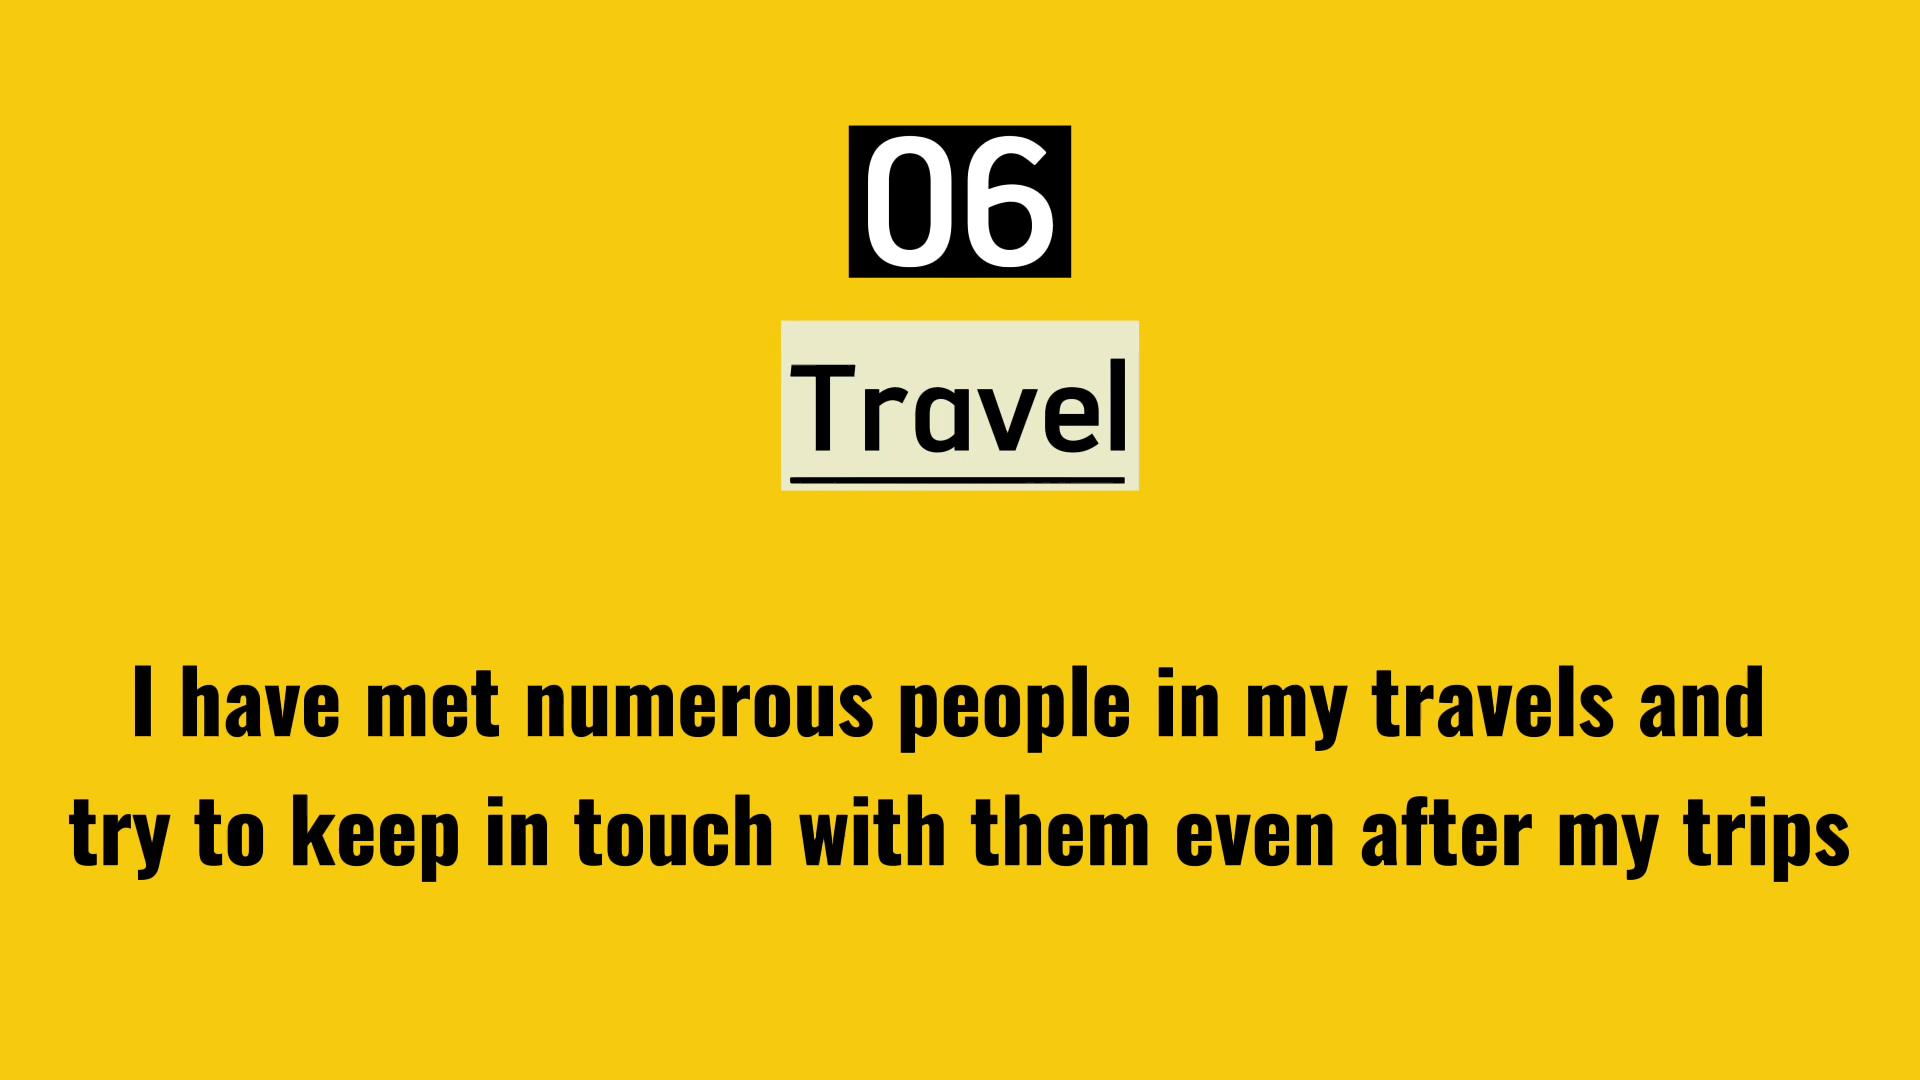 06
Travel
I have met numerous people in my travels and
try to keep in touch with them even after my trips